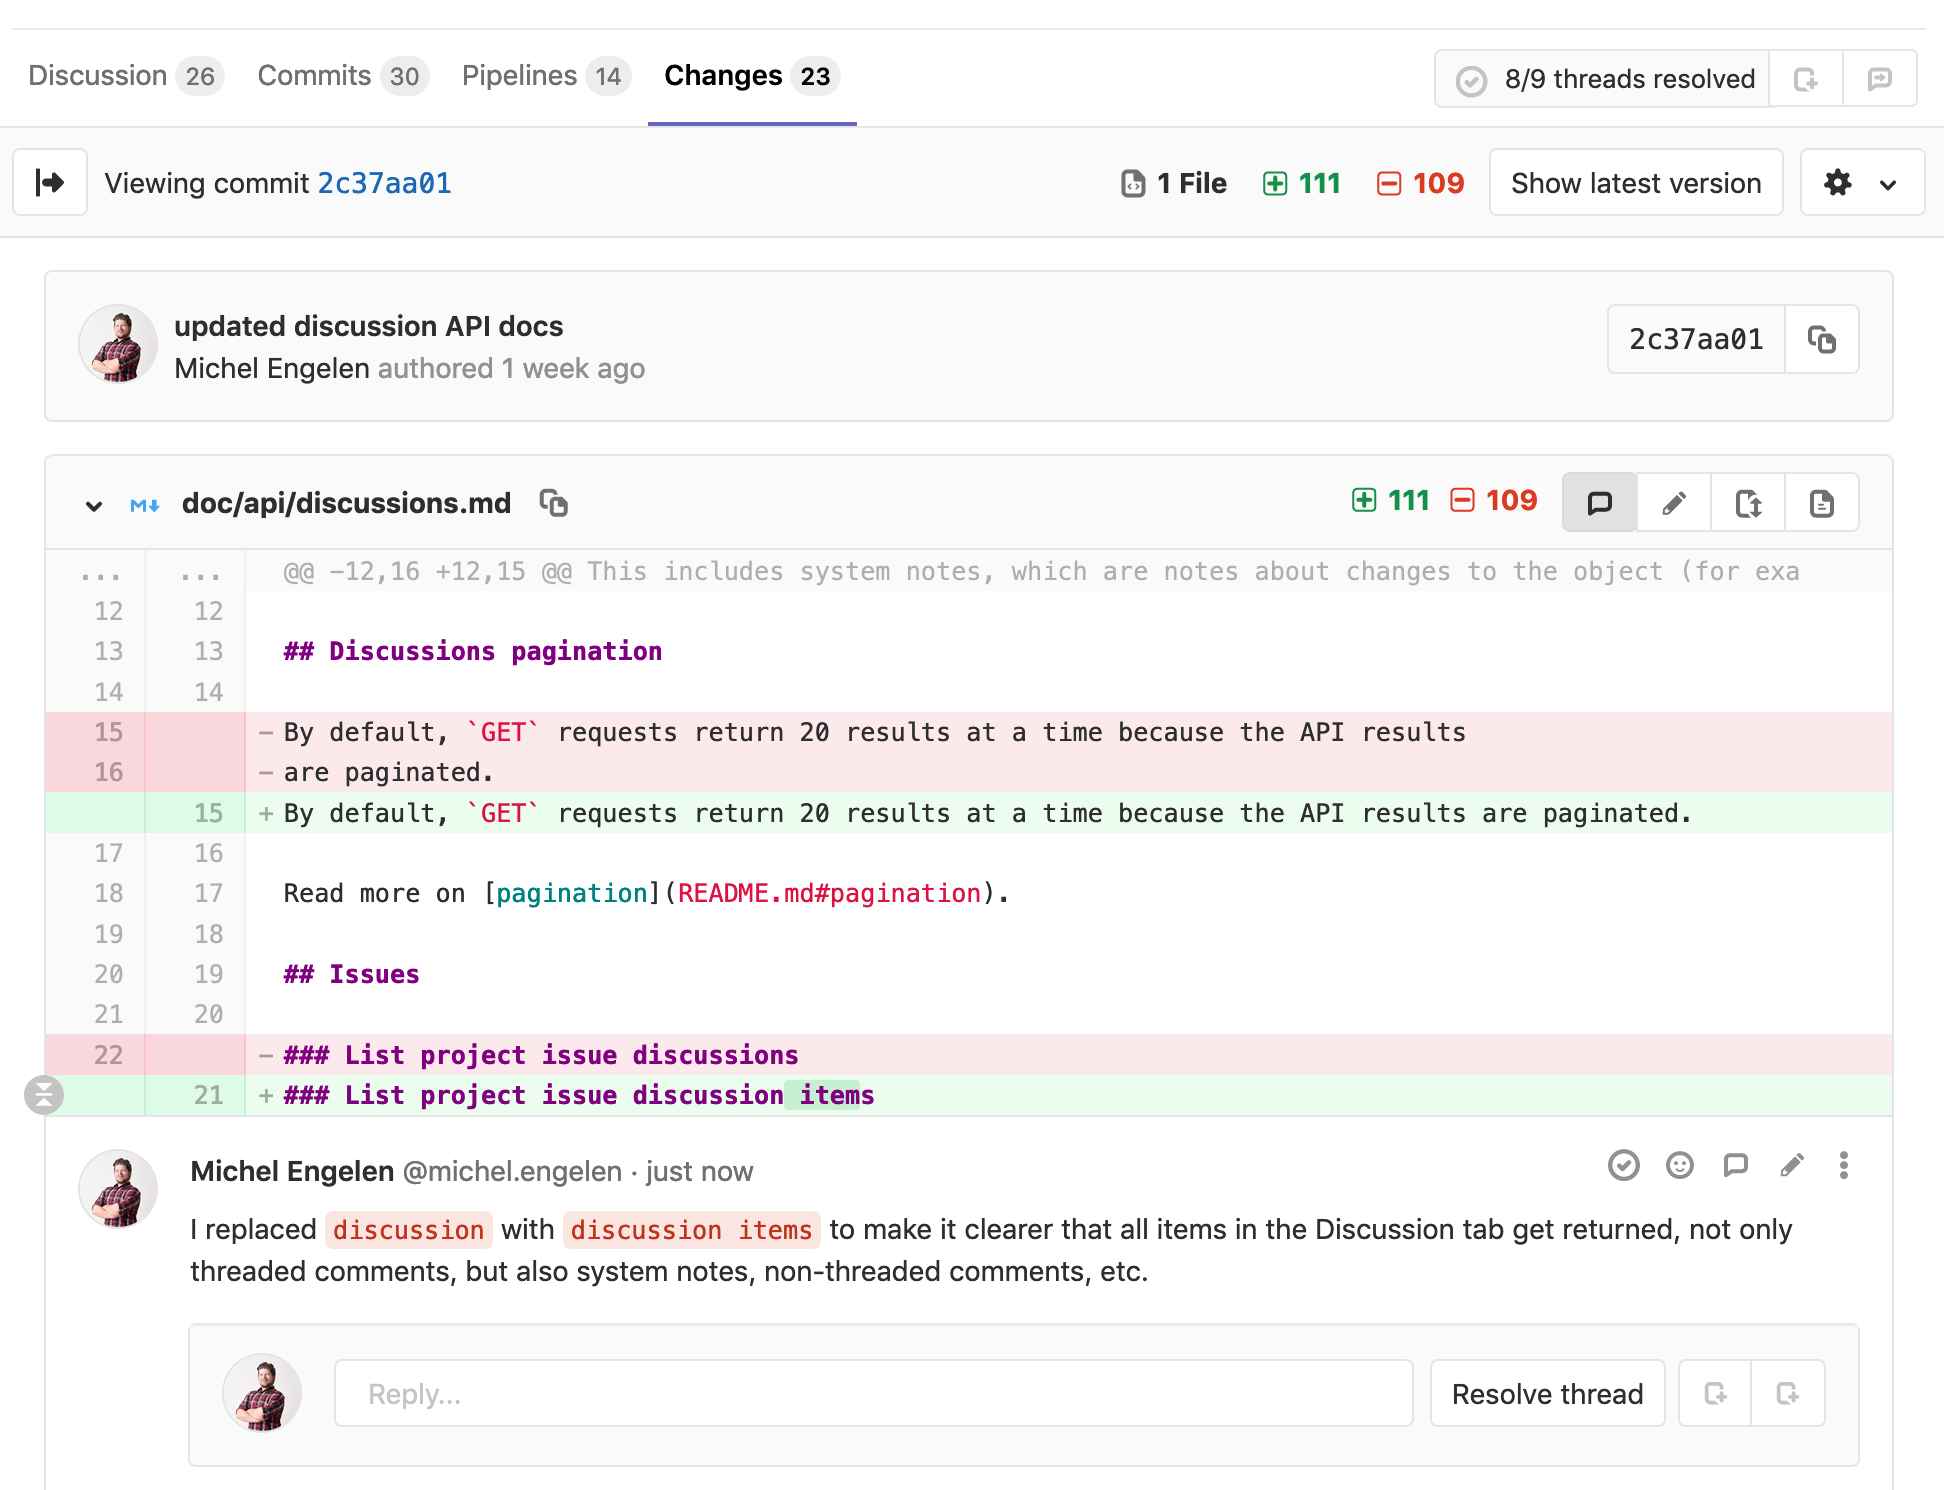 Discussion 26 Commits 30 Pipelines 14 Changes 23 8/9 threads resolved
Viewing commit 2c37aa01 1 File 111 109 Show latest version
updated discussion API docs
Michel Engelen authored 1 week ago
2c37aa01
M doc/api/discussions.md 111 109
... ... @@ -12,16 +12,15 @@ This includes system notes, which are notes about changes to the object (for exa
12 12
13 13 ## Discussions pagination
14 14
15 - By default, `GET` requests return 20 results at a time because the API results
16 - are paginated.
15 + By default, `GET` requests return 20 results at a time because the API results are paginated.
17 16
18 17 Read more on [pagination](README.md#pagination).
19 18
20 19 ## Issues
21 20
22 - ### List project issue discussions
21 + ### List project issue discussion items
Michel Engelen @michel.engelen · just now
I replaced discussion with discussion items to make it clearer that all items in the Discussion tab get returned, not only
threaded comments, but also system notes, non-threaded comments, etc.
Reply... Resolve thread